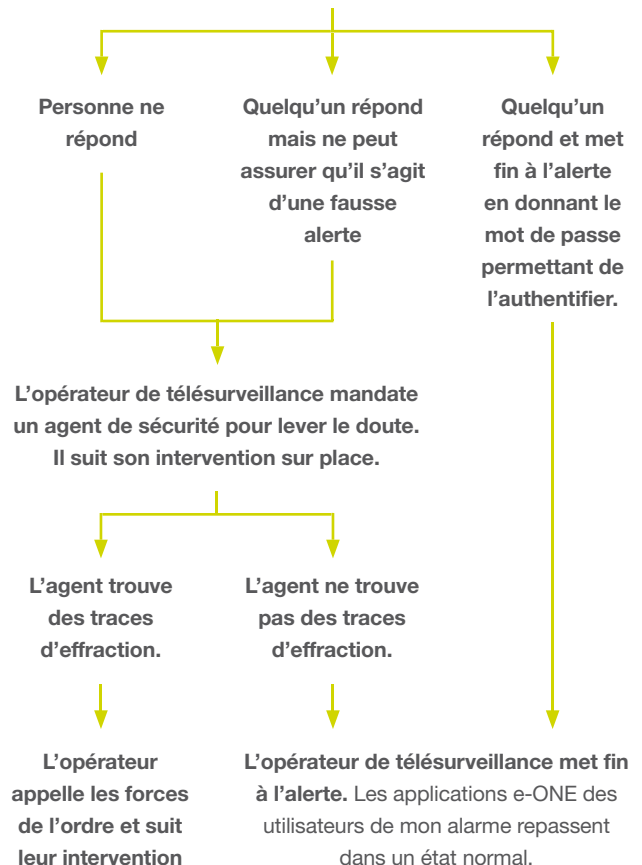 Personne ne
répond
Quelqu’un répond
mais ne peut
assurer qu’il s’agit
d’une fausse
alerte
Quelqu’un
répond et met
fin à l’alerte
en donnant le
mot de passe
permettant de
l’authentifier.
L’opérateur de télésurveillance mandate
un agent de sécurité pour lever le doute.
Il suit son intervention sur place.
L’agent trouve
des traces
d’effraction.
L’agent ne trouve
pas des traces
d’effraction.
L’opérateur
appelle les forces
de l’ordre et suit
leur intervention
L’opérateur de télésurveillance met fin
à l’alerte. Les applications e-ONE des
utilisateurs de mon alarme repassent
dans un état normal.